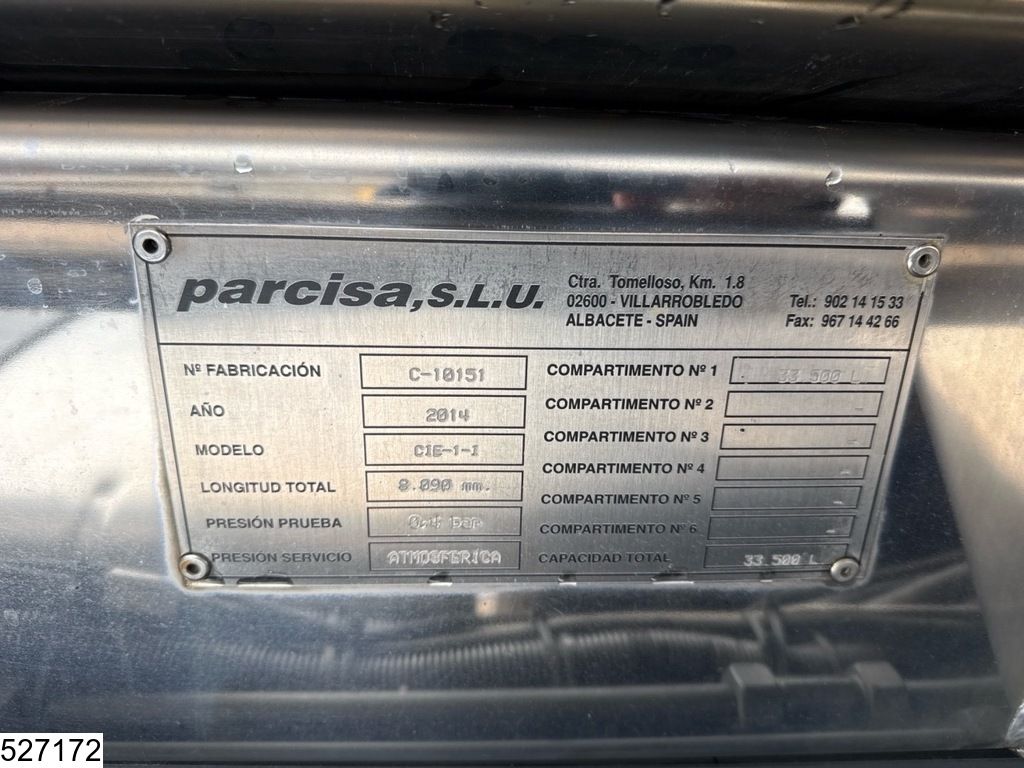 parcisa, S.L.U.
Ctra. Tomelloso, Km. 1.8
02600 - VILLARROBLEDO
ALBACETE - SPAIN
Tel.: 902 14 15 33
Fax: 967 14 42 66
Nº FABRICACIÓN C-10151
AÑO 2014
MODELO CIE-1-I
LONGITUD TOTAL 8.090 mm.
PRESIÓN PRUEBA 0,4 bar
PRESIÓN SERVICIO ATMOSFERICA
COMPARTIMENTO Nº 1 33 500 L
COMPARTIMENTO Nº 2 -
COMPARTIMENTO Nº 3 -
COMPARTIMENTO Nº 4 -
COMPARTIMENTO Nº 5 -
COMPARTIMENTO Nº 6 -
CAPACIDAD TOTAL 33 500 L
527172